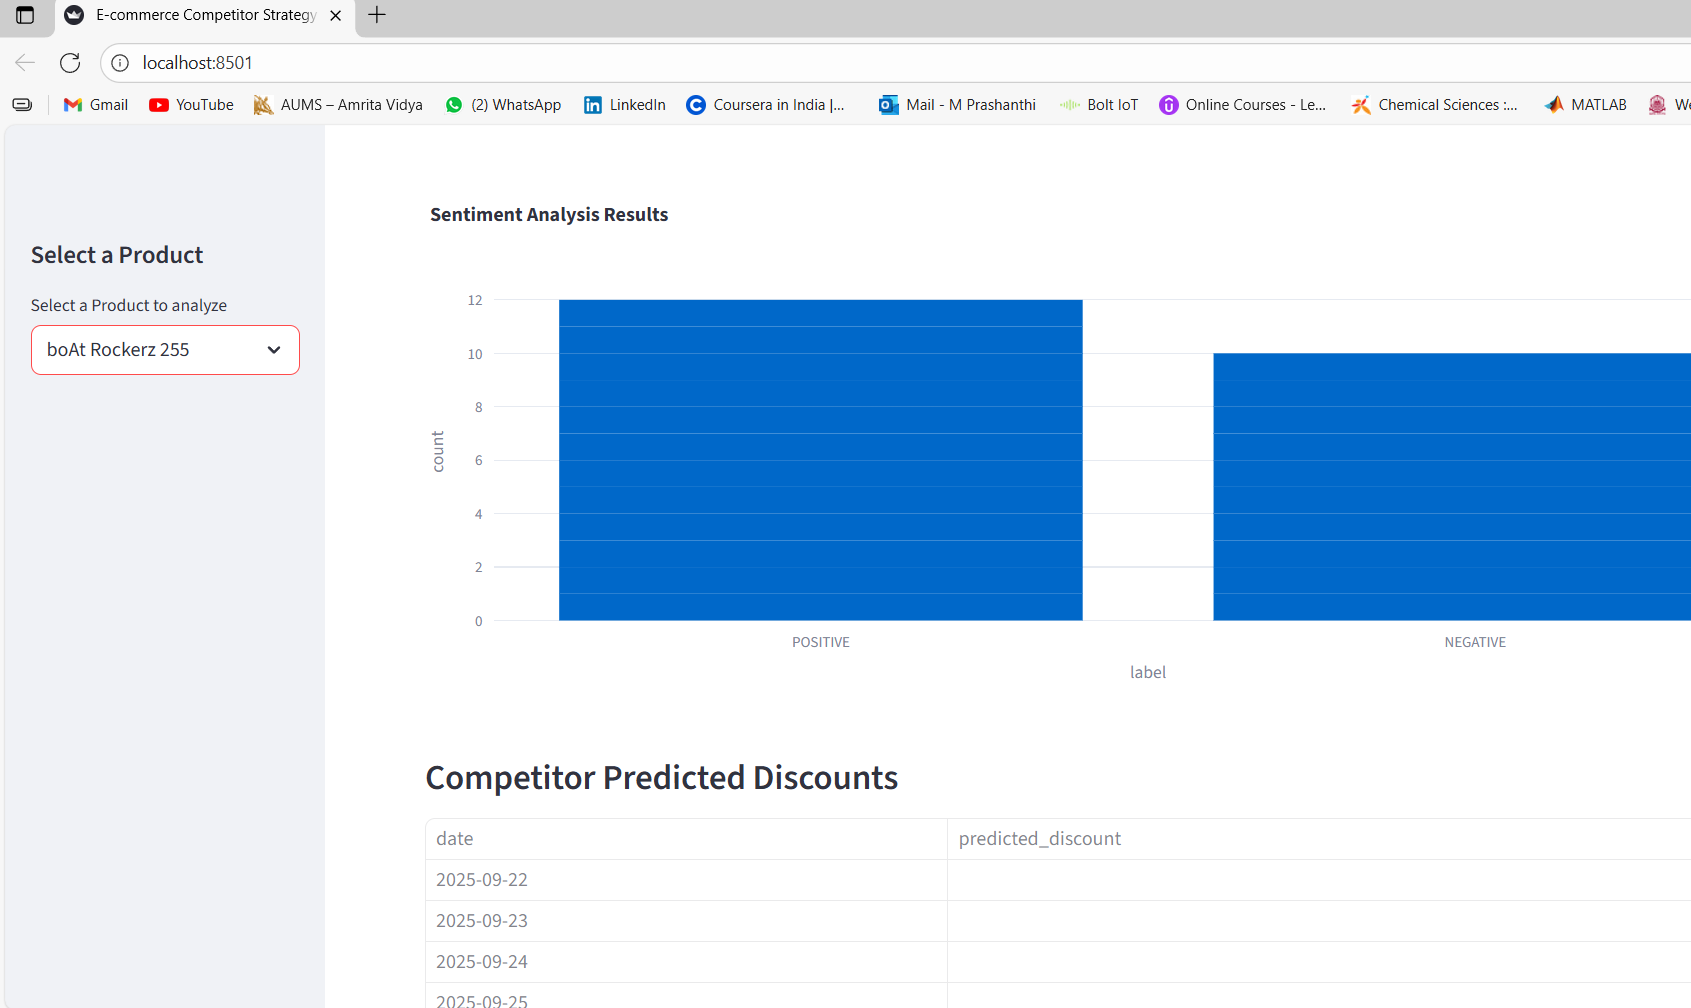 E-commerce Competitor Strategy
localhost:8501
Gmail
YouTube
AUMS – Amrita Vidya
(2) WhatsApp
LinkedIn
Coursera in India |...
Mail - M Prashanthi
Bolt IoT
Online Courses - Le...
Chemical Sciences :...
MATLAB
Select a Product
Select a Product to analyze
boAt Rockerz 255
Sentiment Analysis Results
12
10
8
6
4
2
0
count
POSITIVE
NEGATIVE
label
Competitor Predicted Discounts
date predicted_discount
2025-09-22
2025-09-23
2025-09-24
2025-09-25